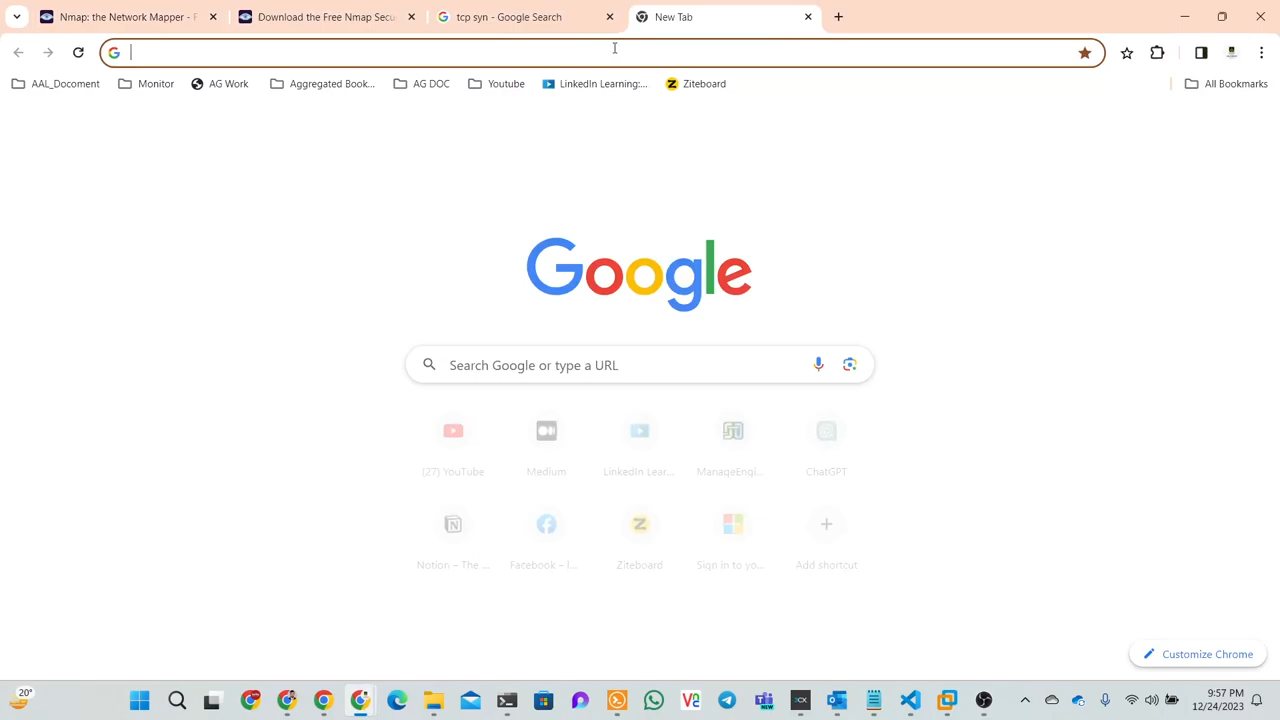 Nmap: the Network Mapper - F
Download the Free Nmap Secu
tcp syn - Google Search
New Tab
AAL_Docoment
Monitor
AG Work
Aggregated Book...
AG DOC
Youtube
LinkedIn Learning:...
Ziteboard
All Bookmarks
Google
Search Google or type a URL
(27) YouTube
Medium
LinkedIn Lear...
ManageEngi...
ChatGPT
Notion – The ...
Facebook – l...
Ziteboard
Sign in to yo...
Add shortcut
Customize Chrome
20°
9:57 PM
12/24/2023